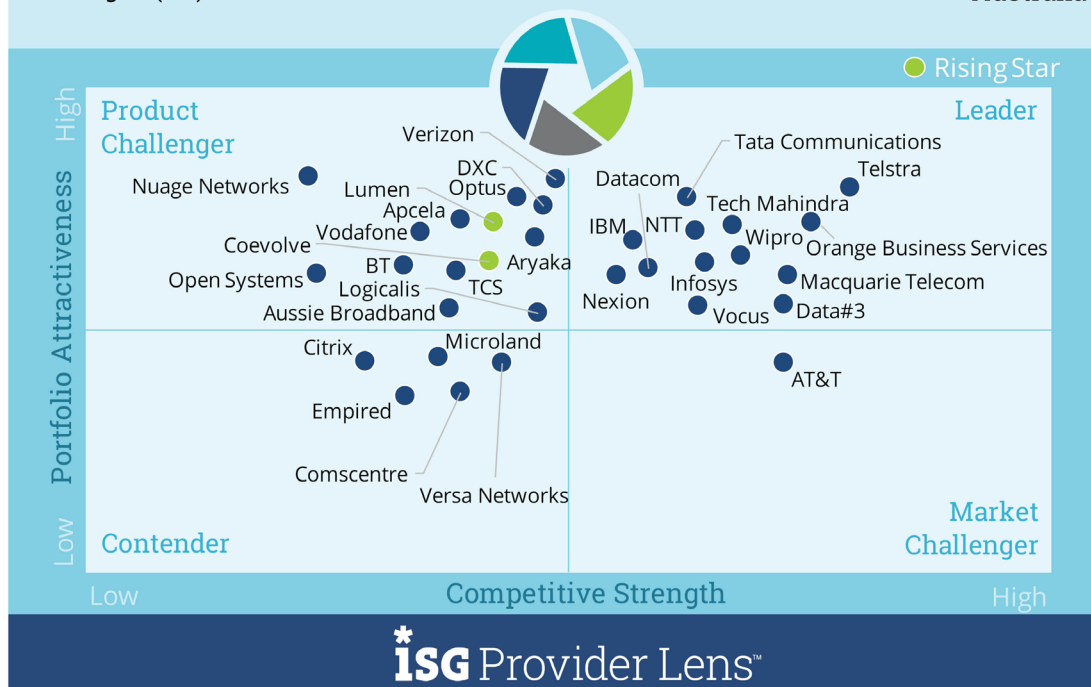 Rising Star
High
Product
Challenger
Leader
Verizon
Tata Communications
DXC
Telstra
Nuage Networks
Lumen
Optus
Datacom
Apcela
Tech Mahindra
Vodafone
IBM
NTT
Wipro
Coevolve
Orange Business Services
BT
Aryaka
Open Systems
TCS
Infosys
Macquarie Telecom
Logicalis
Nexion
Aussie Broadband
Vocus
Data#3
Citrix
Microland
AT&T
Empired
Comscentre
Versa Networks
Portfolio Attractiveness
Market
Challenger
Contender
Low
Low
Competitive Strength
High
iSG Provider Lens™